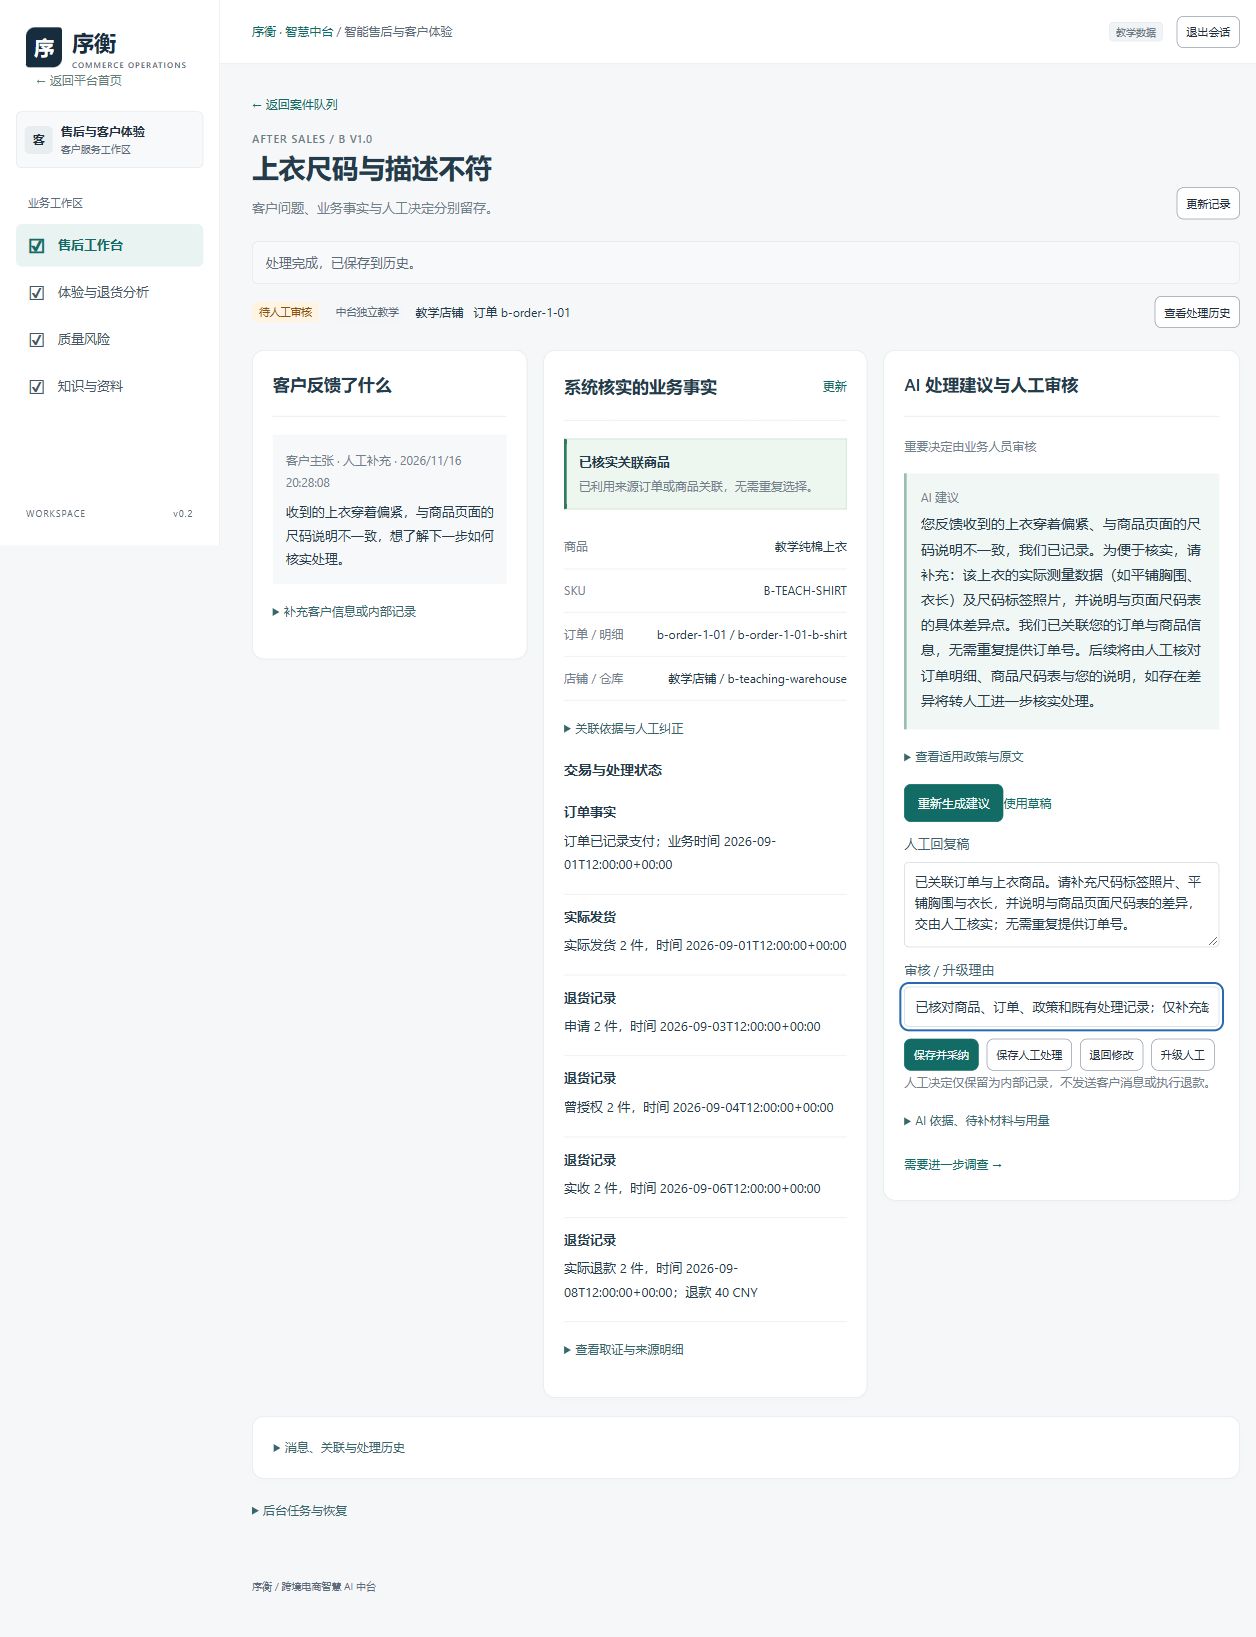 序 序衡
COMMERCE OPERATIONS
← 返回平台首页
客
售后与客户体验
客户服务工作区
业务工作区
售后工作台
体验与退货分析
质量风险
知识与资料
WORKSPACE v0.2
序衡 · 智慧中台 / 智能售后与客户体验
教学数据
退出会话
← 返回案件队列
AFTER SALES / B V1.0
上衣尺码与描述不符
客户问题、业务事实与人工决定分别留存。
更新记录
处理完成，已保存到历史。
待人工审核 中台独立教学 教学店铺 订单 b-order-1-01
查看处理历史
客户反馈了什么
客户主张 · 人工补充 · 2026/11/16
20:28:08
收到的上衣穿着偏紧，与商品页面的
尺码说明不一致，想了解下一步如何
核实处理。
▶ 补充客户信息或内部记录
系统核实的业务事实 更新
已核实关联商品
已利用来源订单或商品关联，无需重复选择。
商品 教学纯棉上衣
SKU B-TEACH-SHIRT
订单 / 明细 b-order-1-01 / b-order-1-01-b-shirt
店铺 / 仓库 教学店铺 / b-teaching-warehouse
▶ 关联依据与人工纠正
交易与处理状态
订单事实
订单已记录支付；业务时间 2026-09-
01T12:00:00+00:00
实际发货
实际发货 2 件，时间 2026-09-01T12:00:00+00:00
退货记录
申请 2 件，时间 2026-09-03T12:00:00+00:00
退货记录
曾授权 2 件，时间 2026-09-04T12:00:00+00:00
退货记录
实收 2 件，时间 2026-09-06T12:00:00+00:00
退货记录
实际退款 2 件，时间 2026-09-
08T12:00:00+00:00；退款 40 CNY
▶ 查看取证与来源明细
AI 处理建议与人工审核
重要决定由业务人员审核
AI 建议
您反馈收到的上衣穿着偏紧、与商品页面的尺
码说明不一致，我们已记录。为便于核实，请
补充：该上衣的实际测量数据（如平铺胸围、
衣长）及尺码标签照片，并说明与页面尺码表
的具体差异点。我们已关联您的订单与商品信
息，无需重复提供订单号。后续将由人工核对
订单明细、商品尺码表与您的说明，如存在差
异将转人工进一步核实处理。
▶ 查看适用政策与原文
重新生成建议 使用草稿
人工回复稿
已关联订单与上衣商品。请补充尺码标签照片、平
铺胸围与衣长，并说明与商品页面尺码表的差异，
交由人工核实；无需重复提供订单号。
审核 / 升级理由
已核对商品、订单、政策和既有处理记录；仅补充
保存并采纳 保存人工处理 退回修改 升级人工
人工决定仅保留为内部记录，不发送客户消息或执行退款。
▶ AI 依据、待补材料与用量
需要进一步调查 →
▶ 消息、关联与处理历史
▶ 后台任务与恢复
序衡 / 跨境电商智慧 AI 中台